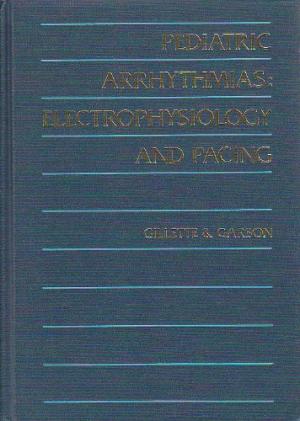 PEDIATRIC
ARRHYTHMIAS:
ELECTROPHYSIOLOGY
AND PACING
GILLETTE & GARSON